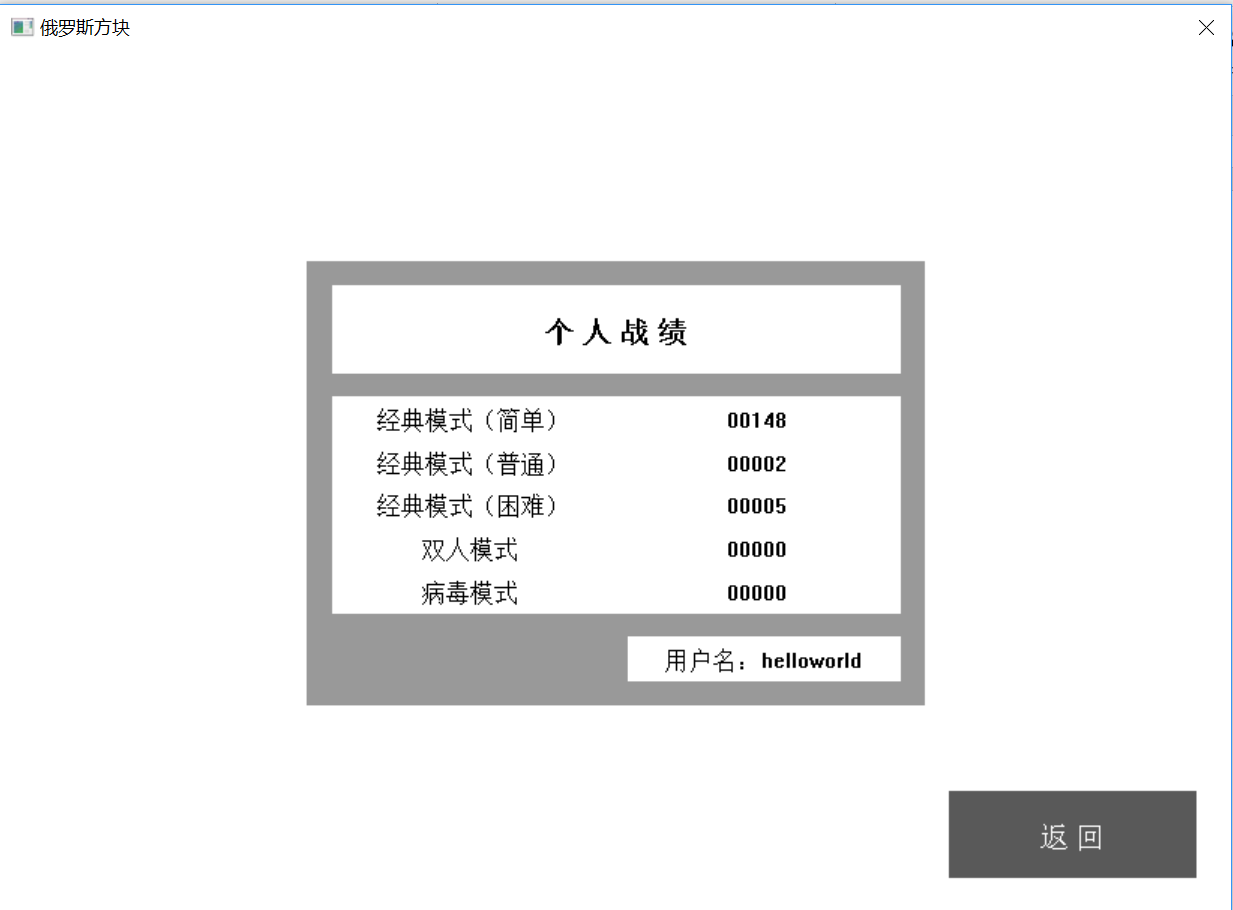 俄罗斯方块
个人战绩
经典模式（简单） 00148
经典模式（普通） 00002
经典模式（困难） 00005
双人模式 00000
病毒模式 00000
用户名：helloworld
返回